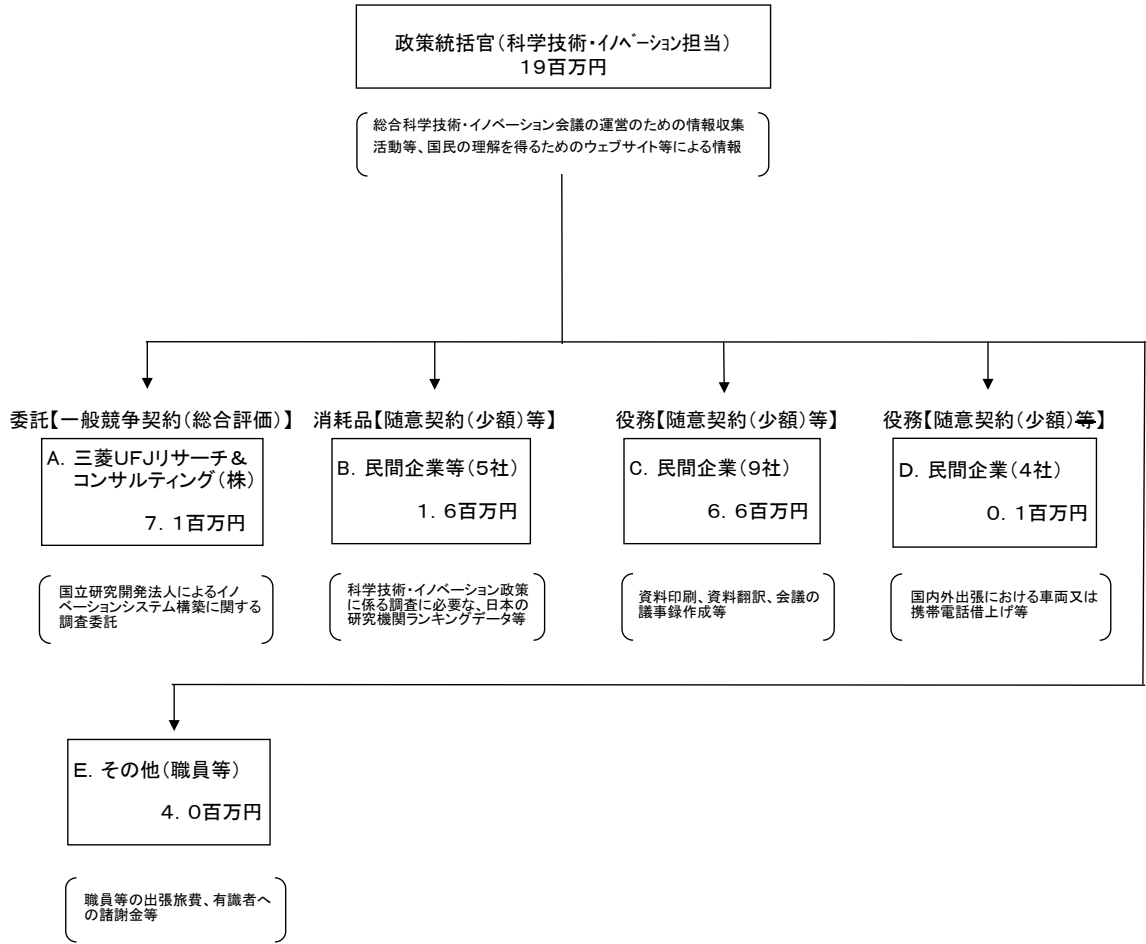 政策統括官(科学技術・イノベーション担当)
19百万円
総合科学技術・イノベーション会議の運営のための情報収集
活動等、国民の理解を得るためのウェブサイト等による情報
委託【一般競争契約(総合評価)】
A. 三菱UFJリサーチ&
コンサルティング(株)
7. 1百万円
国立研究開発法人によるイノ
ベーションシステム構築に関する
調査委託
消耗品【随意契約(少額)等】
B. 民間企業等(5社)
1. 6百万円
科学技術・イノベーション政策
に係る調査に必要な、日本の
研究機関ランキングデータ等
役務【随意契約(少額)等】
C. 民間企業(9社)
6. 6百万円
資料印刷、資料翻訳、会議の
議事録作成等
役務【随意契約(少額)等】
D. 民間企業(4社)
0. 1百万円
国内外出張における車両又は
携帯電話借上げ等
E. その他(職員等)
4. 0百万円
職員等の出張旅費、有識者へ
の諸謝金等